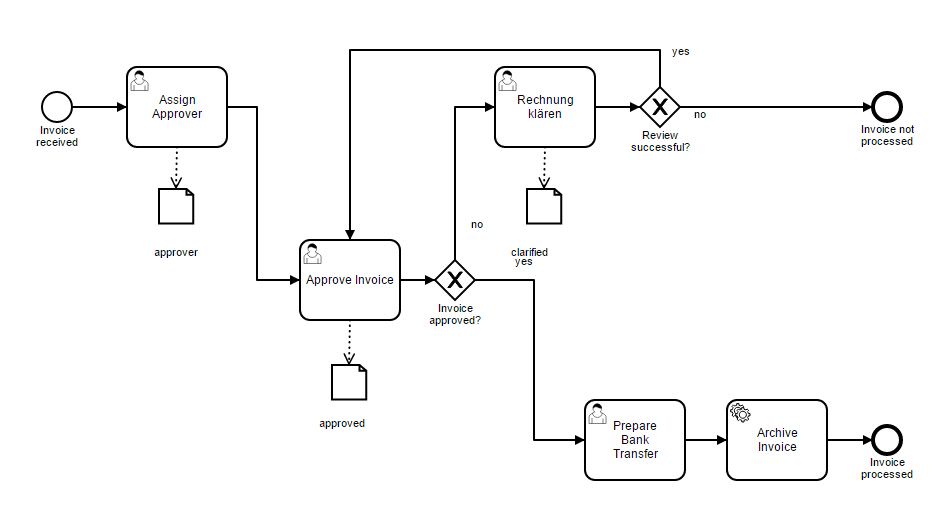 yes
Assign
Approver
Rechnung
klären
no
Invoice
received
Review
successful?
Invoice not
processed
approver
no
clarified
yes
Approve Invoice
Invoice
approved?
approved
Prepare
Bank
Transfer
Archive
Invoice
Invoice
processed